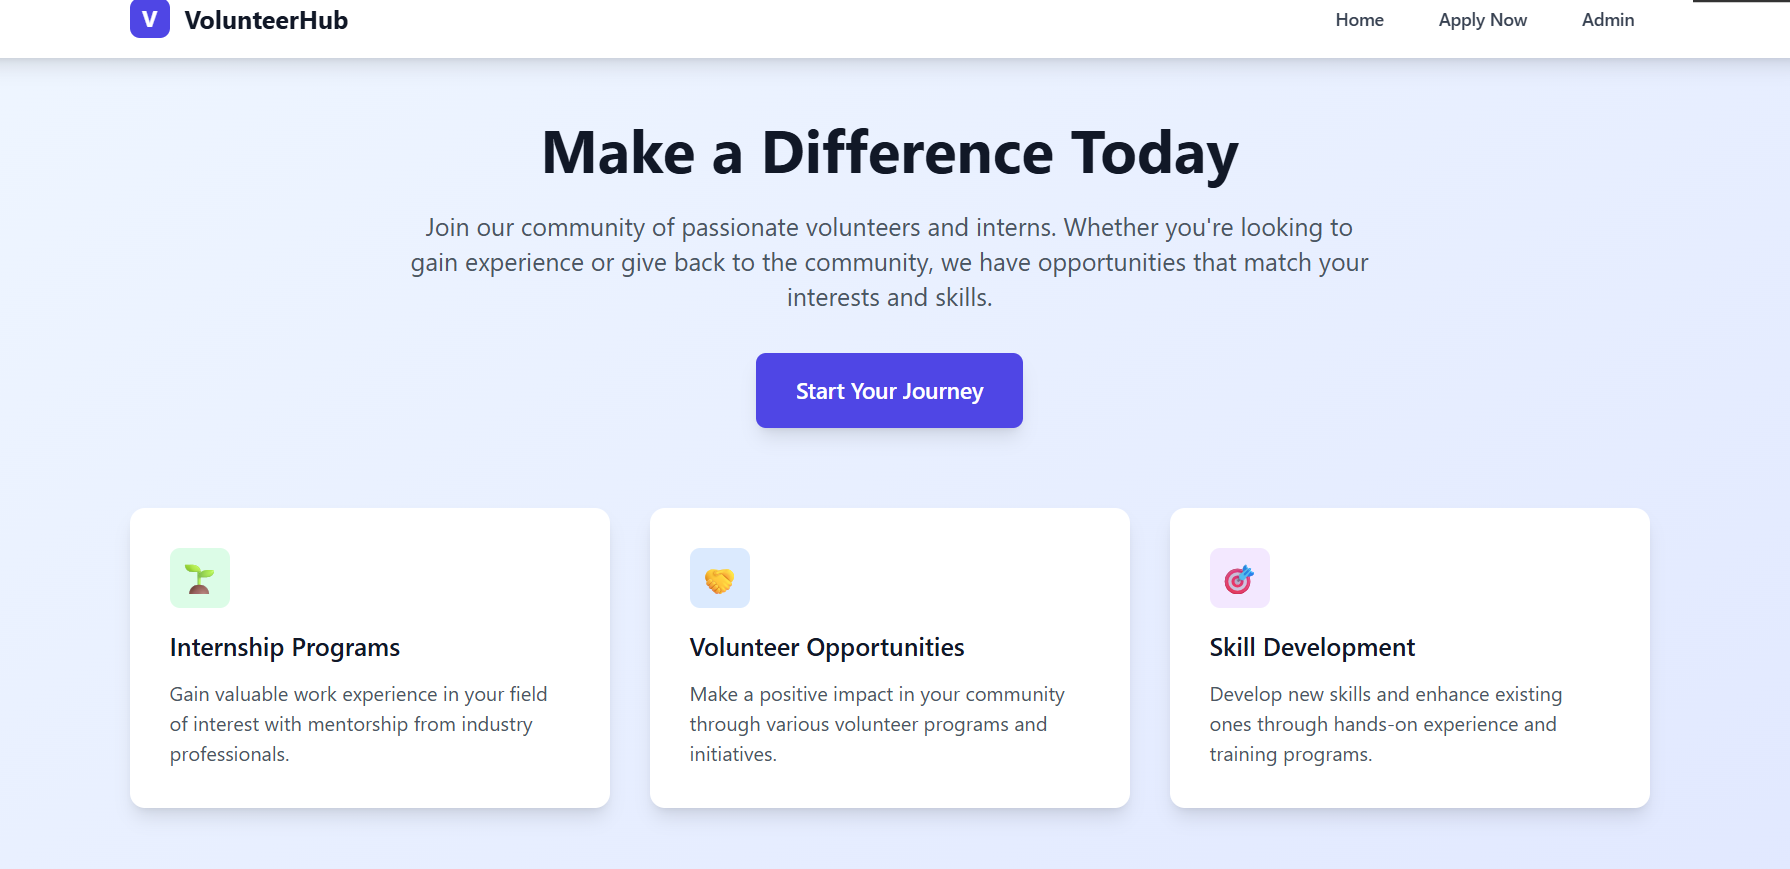 V VolunteerHub Home Apply Now Admin
Make a Difference Today
Join our community of passionate volunteers and interns. Whether you're looking to
gain experience or give back to the community, we have opportunities that match your
interests and skills.
Start Your Journey
Internship Programs
Gain valuable work experience in your field
of interest with mentorship from industry
professionals.
Volunteer Opportunities
Make a positive impact in your community
through various volunteer programs and
initiatives.
Skill Development
Develop new skills and enhance existing
ones through hands-on experience and
training programs.